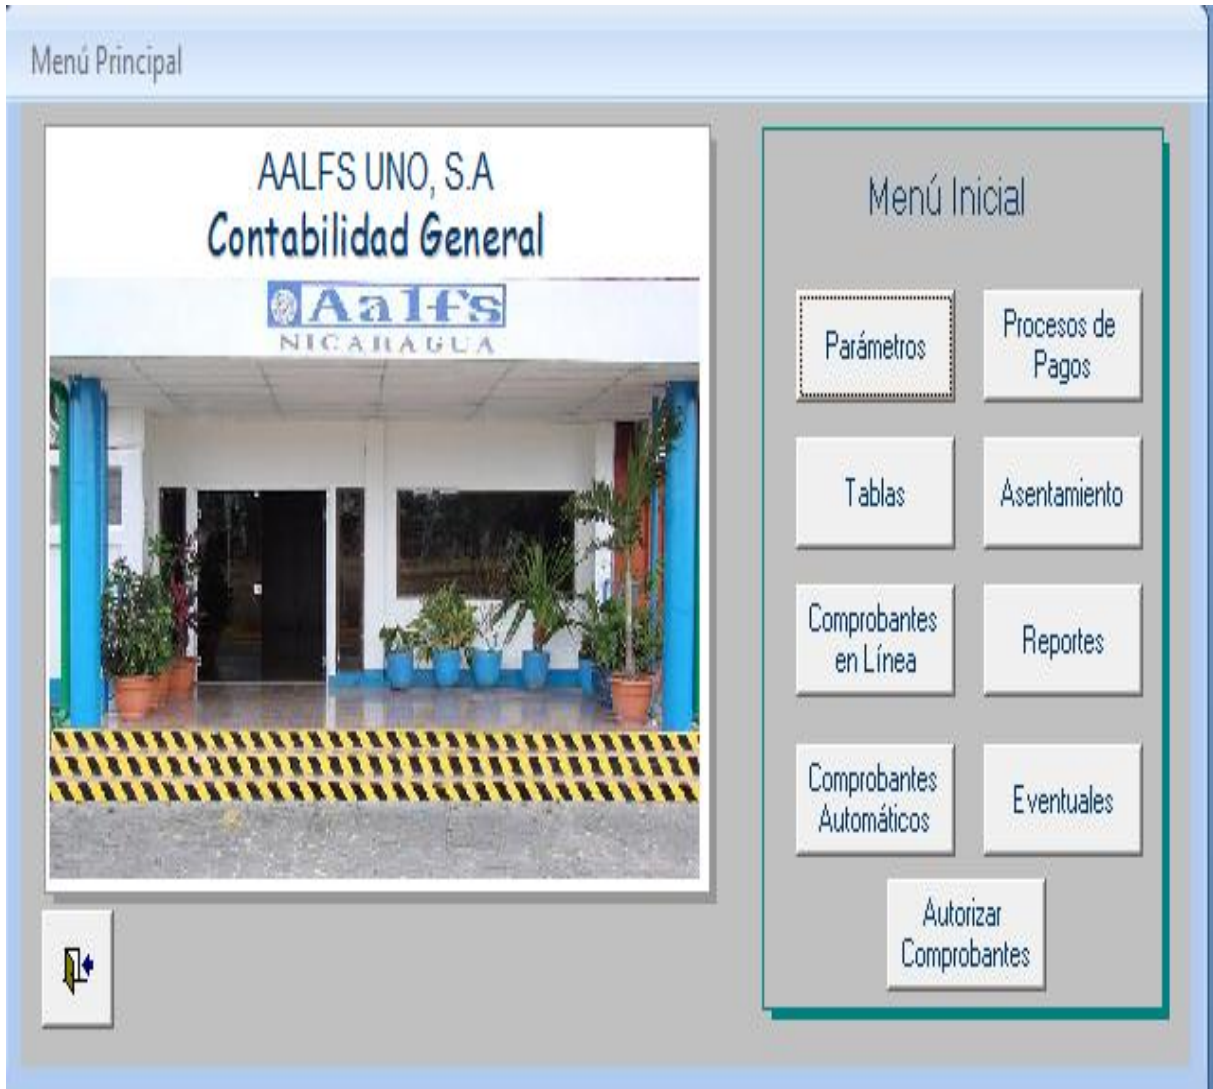 Menú Principal
AALFS UNO, S.A
Contabilidad General
Aalfs
NICARAGUA
Menú Inicial
Parámetros
Procesos de
Pagos
Tablas
Asentamiento
Comprobantes
en Línea
Reportes
Comprobantes
Automáticos
Eventuales
Autorizar
Comprobantes